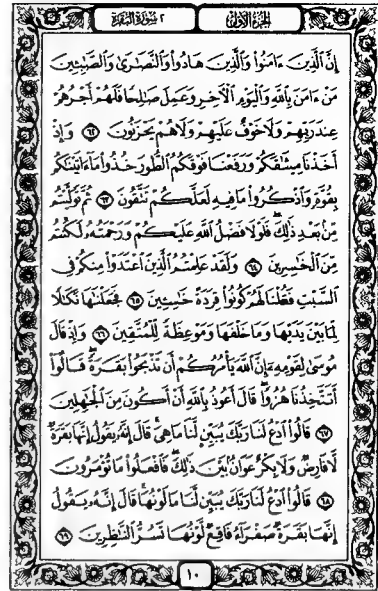 الجزء الأول
٢ سورة البقرة
إِنَّ ٱلَّذِينَ ءَامَنُوا۟ وَٱلَّذِينَ هَادُوا۟ وَٱلنَّصَٰرَىٰ وَٱلصَّٰبِـِٔينَ
مَنْ ءَامَنَ بِٱللَّهِ وَٱلْيَوْمِ ٱلْـَٔاخِرِ وَعَمِلَ صَٰلِحًا فَلَهُمْ أَجْرُهُمْ
عِندَ رَبِّهِمْ وَلَا خَوْفٌ عَلَيْهِمْ وَلَا هُمْ يَحْزَنُونَ ٦٢ وَإِذْ
أَخَذْنَا مِيثَٰقَكُمْ وَرَفَعْنَا فَوْقَكُمُ ٱلطُّورَ خُذُوا۟ مَآ ءَاتَيْنَٰكُم
بِقُوَّةٍ وَٱذْكُرُوا۟ مَا فِيهِ لَعَلَّكُمْ تَتَّقُونَ ٦٣ ثُمَّ تَوَلَّيْتُم
مِّنۢ بَعْدِ ذَٰلِكَ ۖ فَلَوْلَا فَضْلُ ٱللَّهِ عَلَيْكُمْ وَرَحْمَتُهُۥ لَكُنتُم
مِّنَ ٱلْخَٰسِرِينَ ٦٤ وَلَقَدْ عَلِمْتُمُ ٱلَّذِينَ ٱعْتَدَوْا۟ مِنكُمْ فِى
ٱلسَّبْتِ فَقُلْنَا لَهُمْ كُونُوا۟ قِرَدَةً خَٰسِـِٔينَ ٦٥ فَجَعَلْنَٰهَا نَكَٰلًا
لِّمَا بَيْنَ يَدَيْهَا وَمَا خَلْفَهَا وَمَوْعِظَةً لِّلْمُتَّقِينَ ٦٦ وَإِذْ قَالَ
مُوسَىٰ لِقَوْمِهِۦٓ إِنَّ ٱللَّهَ يَأْمُرُكُمْ أَن تَذْبَحُوا۟ بَقَرَةً ۖ قَالُوٓا۟
أَتَتَّخِذُنَا هُزُوًا ۖ قَالَ أَعُوذُ بِٱللَّهِ أَنْ أَكُونَ مِنَ ٱلْجَٰهِلِينَ
٦٧ قَالُوا۟ ٱدْعُ لَنَا رَبَّكَ يُبَيِّن لَّنَا مَا هِىَ ۚ قَالَ إِنَّهُۥ يَقُولُ إِنَّهَا بَقَرَةٌ
لَّا فَارِضٌ وَلَا بِكْرٌ عَوَانٌۢ بَيْنَ ذَٰلِكَ ۖ فَٱفْعَلُوا۟ مَا تُؤْمَرُونَ
٦٨ قَالُوا۟ ٱدْعُ لَنَا رَبَّكَ يُبَيِّن لَّنَا مَا لَوْنُهَا ۚ قَالَ إِنَّهُۥ يَقُولُ
إِنَّهَا بَقَرَةٌ صَفْرَآءُ فَاقِعٌ لَّوْنُهَا تَسُرُّ ٱلنَّٰظِرِينَ ٦٩
١٠